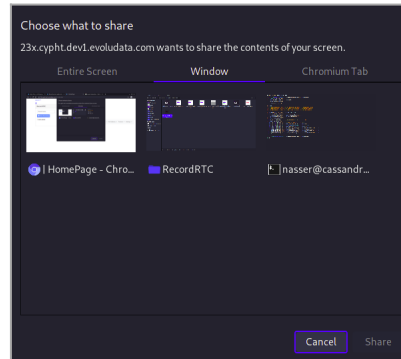 Choose what to share
23x.cypht.dev1.evoludata.com wants to share the contents of your screen.
Entire Screen Window Chromium Tab
| HomePage - Chro... RecordRTC nasser@cassandr...
Cancel Share